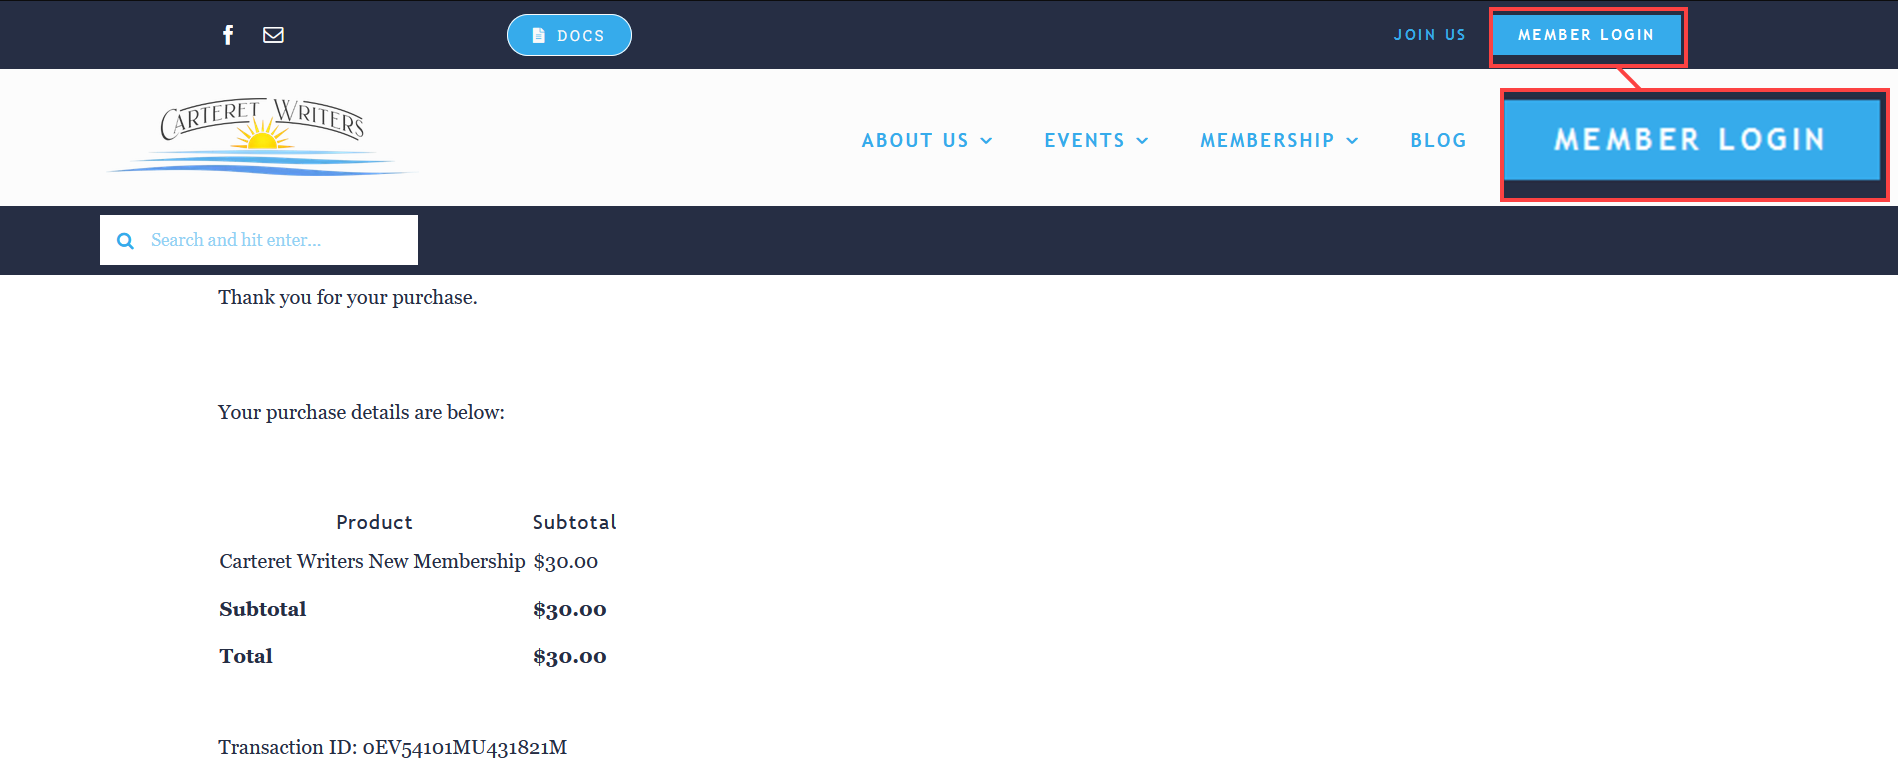 DOCS
JOIN US
MEMBER LOGIN
CARTERET WRITERS
ABOUT US
EVENTS
MEMBERSHIP
BLOG
MEMBER LOGIN
Search and hit enter...
Thank you for your purchase.
Your purchase details are below:
Product Subtotal
Carteret Writers New Membership $30.00
Subtotal $30.00
Total $30.00
Transaction ID: 0EV54101MU431821M